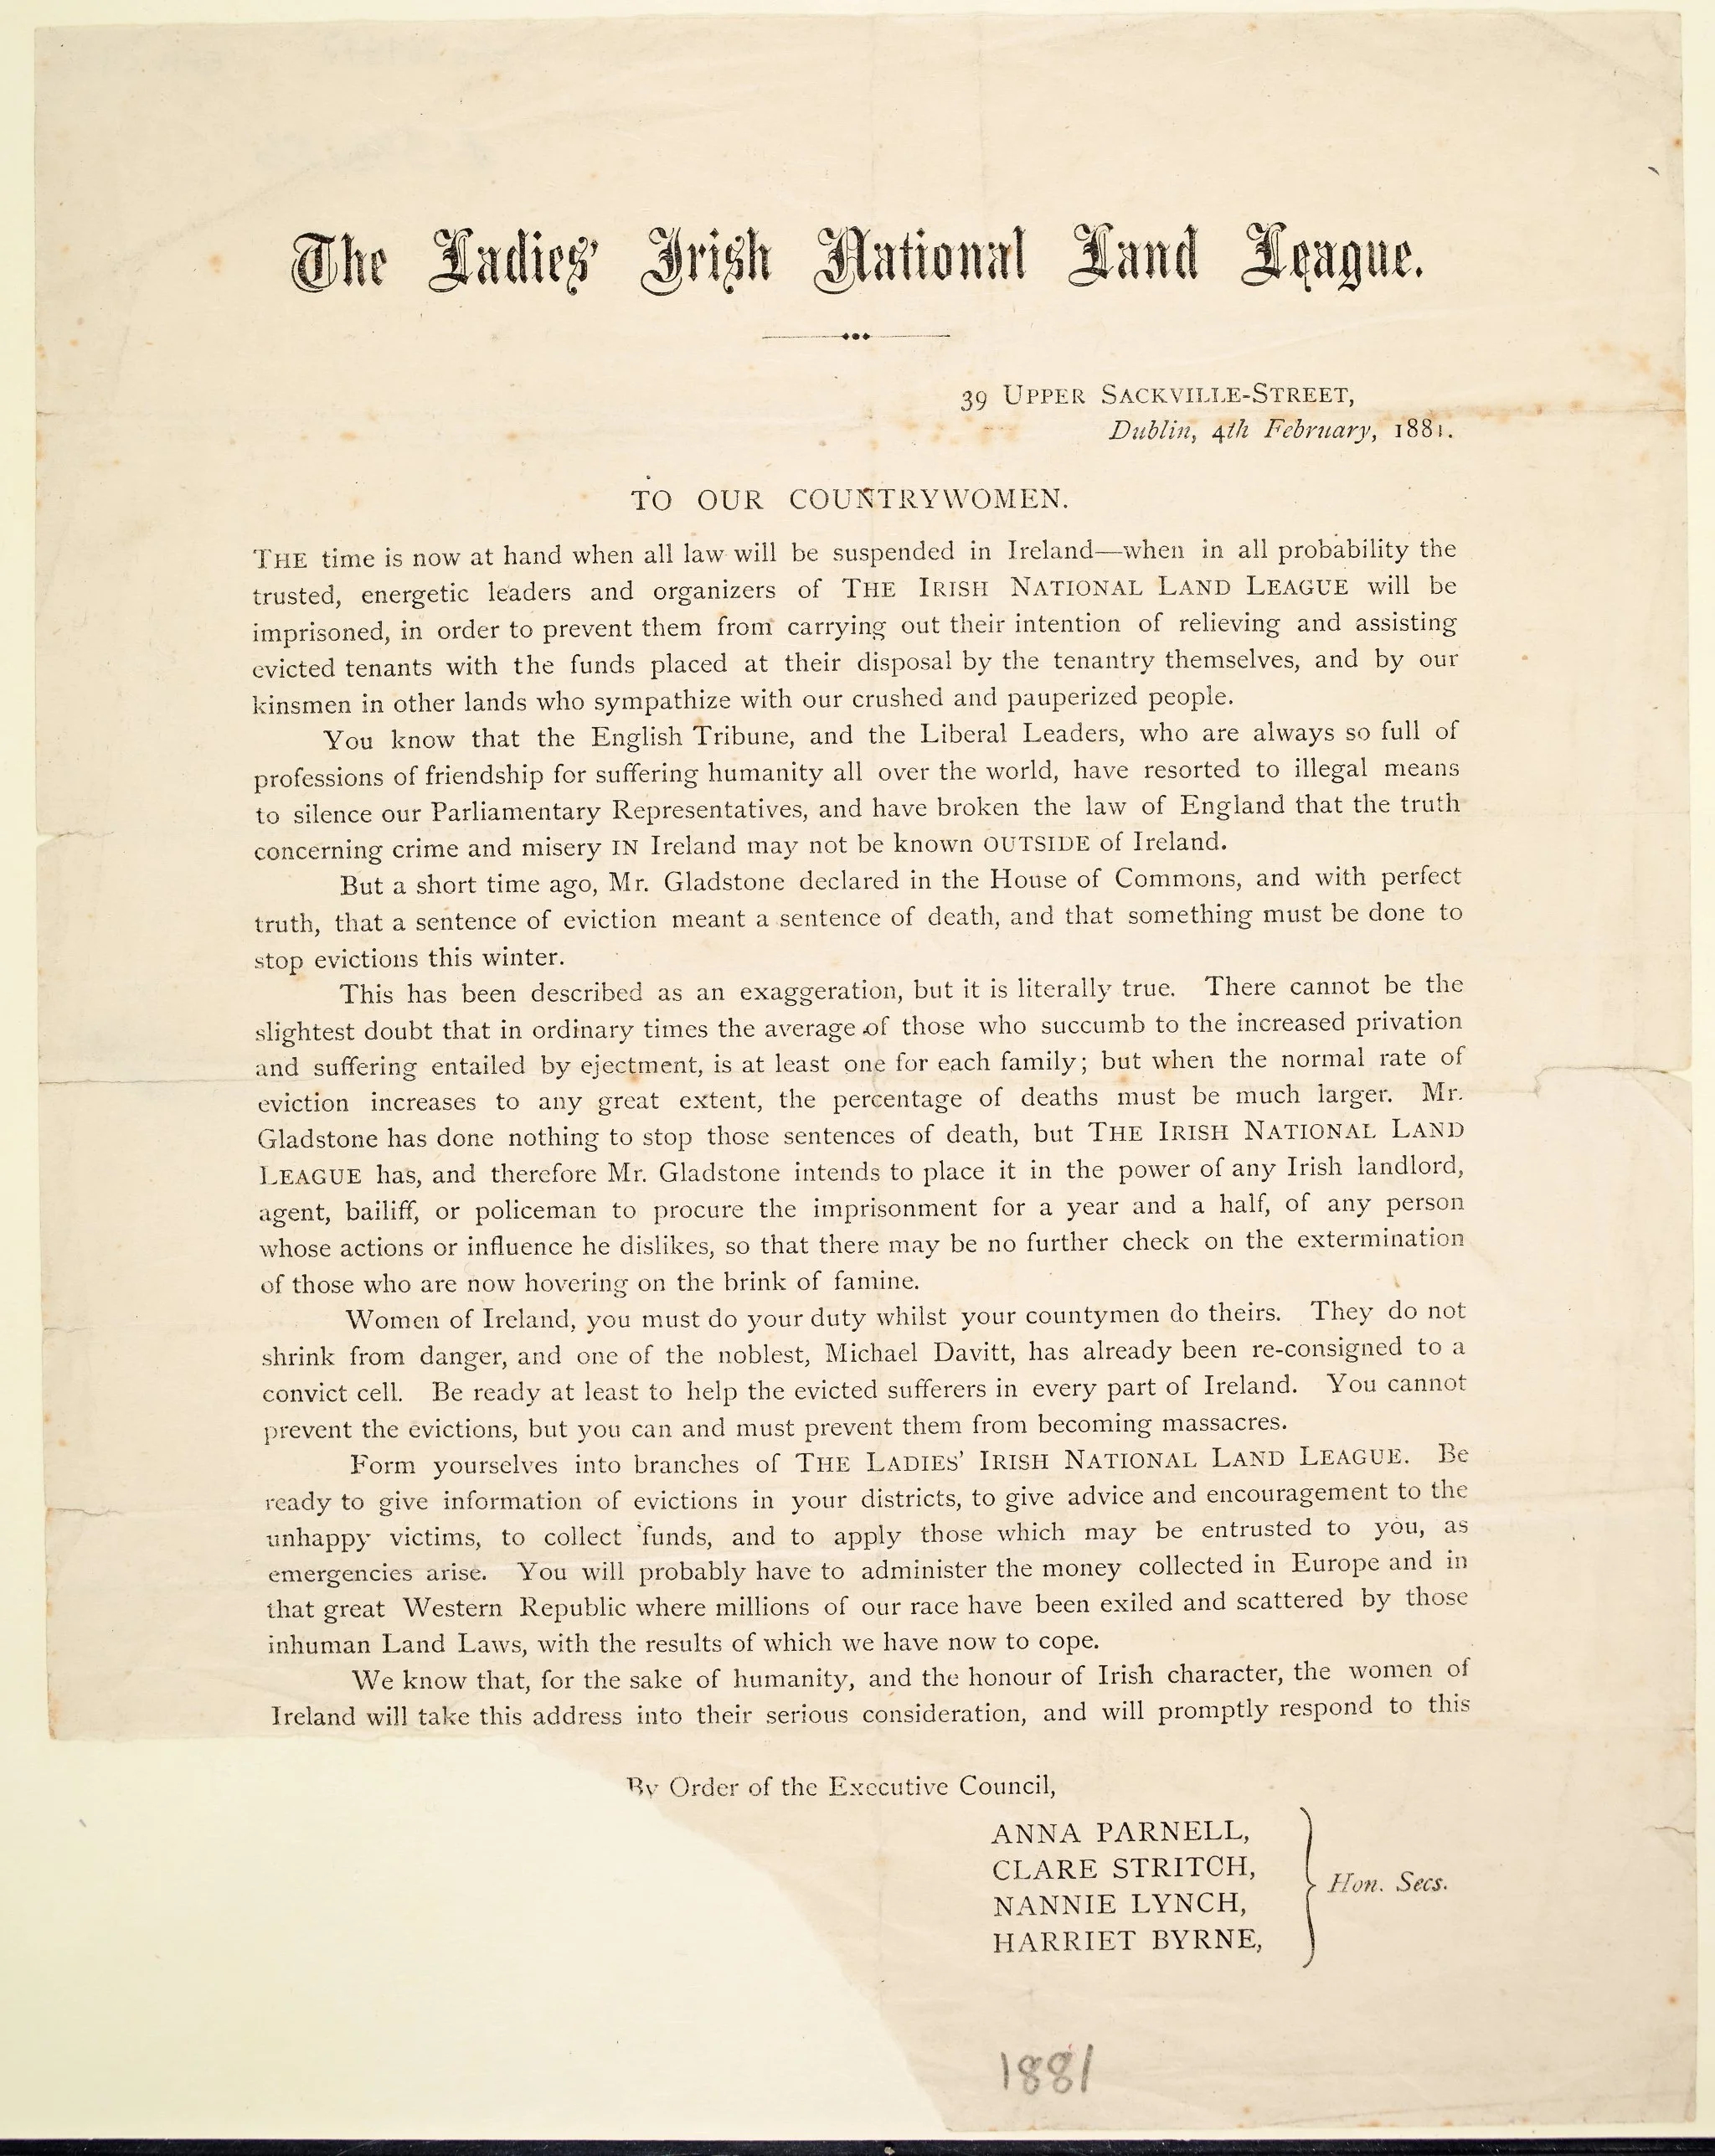 The Ladies' Irish National Land League.
39 UPPER SACKVILLE-STREET,
Dublin, 4th February, 1881.
TO OUR COUNTRYWOMEN.
THE time is now at hand when all law will be suspended in Ireland—when in all probability the
trusted, energetic leaders and organizers of THE IRISH NATIONAL LAND LEAGUE will be
imprisoned, in order to prevent them from carrying out their intention of relieving and assisting
evicted tenants with the funds placed at their disposal by the tenantry themselves, and by our
kinsmen in other lands who sympathize with our crushed and pauperized people.
You know that the English Tribune, and the Liberal Leaders, who are always so full of
professions of friendship for suffering humanity all over the world, have resorted to illegal means
to silence our Parliamentary Representatives, and have broken the law of England that the truth
concerning crime and misery IN Ireland may not be known OUTSIDE of Ireland.
But a short time ago, Mr. Gladstone declared in the House of Commons, and with perfect
truth, that a sentence of eviction meant a sentence of death, and that something must be done to
stop evictions this winter.
This has been described as an exaggeration, but it is literally true. There cannot be the
slightest doubt that in ordinary times the average of those who succumb to the increased privation
and suffering entailed by ejectment, is at least one for each family; but when the normal rate of
eviction increases to any great extent, the percentage of deaths must be much larger. Mr.
Gladstone has done nothing to stop those sentences of death, but THE IRISH NATIONAL LAND
LEAGUE has, and therefore Mr. Gladstone intends to place it in the power of any Irish landlord,
agent, bailiff, or policeman to procure the imprisonment for a year and a half, of any person
whose actions or influence he dislikes, so that there may be no further check on the extermination
of those who are now hovering on the brink of famine.
Women of Ireland, you must do your duty whilst your countymen do theirs. They do not
shrink from danger, and one of the noblest, Michael Davitt, has already been re-consigned to a
convict cell. Be ready at least to help the evicted sufferers in every part of Ireland. You cannot
prevent the evictions, but you can and must prevent them from becoming massacres.
Form yourselves into branches of THE LADIES' IRISH NATIONAL LAND LEAGUE. Be
ready to give information of evictions in your districts, to give advice and encouragement to the
unhappy victims, to collect funds, and to apply those which may be entrusted to you, as
emergencies arise. You will probably have to administer the money collected in Europe and in
that great Western Republic where millions of our race have been exiled and scattered by those
inhuman Land Laws, with the results of which we have now to cope.
We know that, for the sake of humanity, and the honour of Irish character, the women of
Ireland will take this address into their serious consideration, and will promptly respond to this
By Order of the Executive Council,
ANNA PARNELL,
CLARE STRITCH,
NANNIE LYNCH,
HARRIET BYRNE,
Hon. Secs.
1881